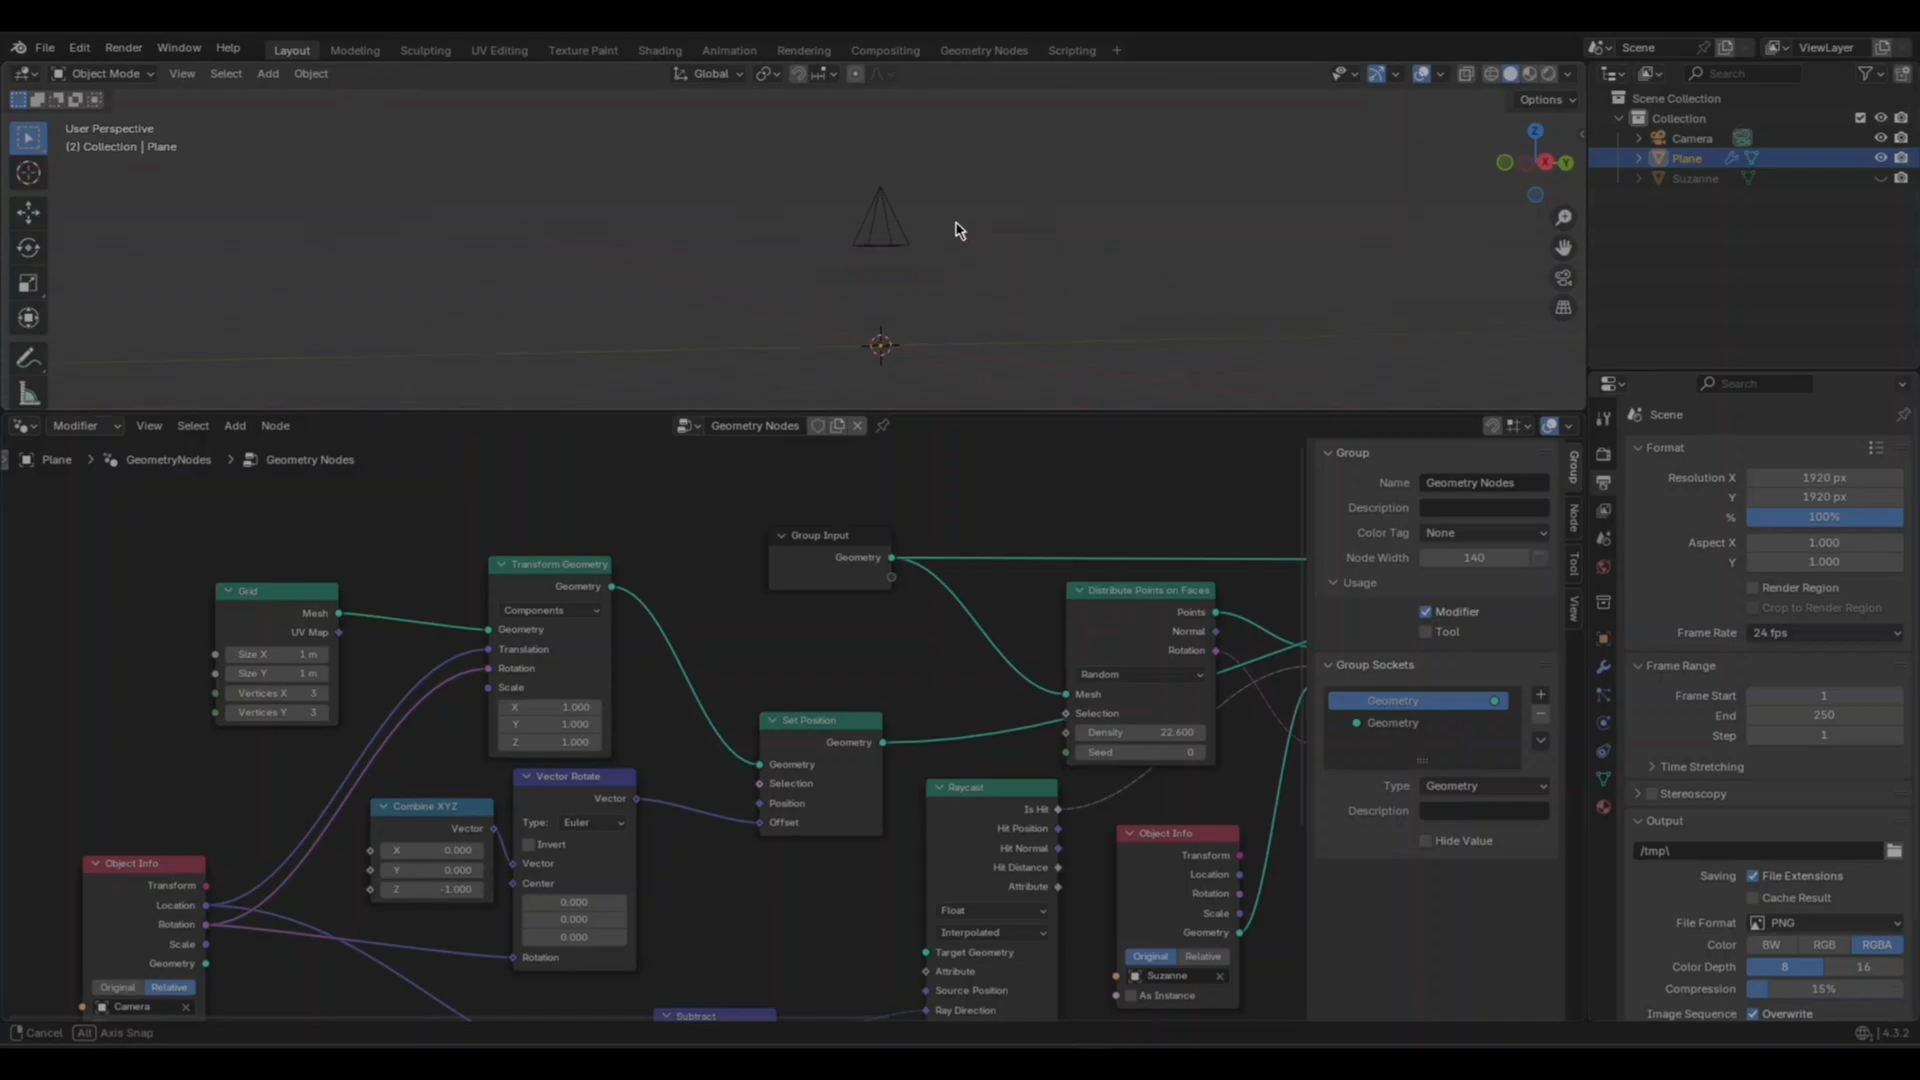 File Edit Render Window Help Layout Modeling Sculpting UV Editing Texture Paint Shading Animation Rendering Compositing Geometry Nodes Scripting + Scene ViewLayer
Object Mode View Select Add Object Global Search
Options
Scene Collection
Collection
Camera
Plane
Suzanne
User Perspective
(2) Collection | Plane
Z
X
Y
Modifier View Select Add Node Geometry Nodes
Plane > GeometryNodes > Geometry Nodes
Grid
Mesh
UV Map
Size X 1 m
Size Y 1 m
Vertices X 3
Vertices Y 3
Transform Geometry
Geometry
Components
Geometry
Translation
Rotation
Scale
X 1.000
Y 1.000
Z 1.000
Group Input
Geometry
Set Position
Geometry
Geometry
Selection
Position
Offset
Distribute Points on Faces
Points
Normal
Rotation
Random
Mesh
Selection
Density 22.600
Seed 0
Combine XYZ
Vector
X 0.000
Y 0.000
Z -1.000
Vector Rotate
Vector
Type: Euler
Invert
Vector
Center
0.000
0.000
0.000
Rotation
Object Info
Transform
Location
Rotation
Scale
Geometry
Original Relative
Camera
Subtract
Raycast
Is Hit
Hit Position
Hit Normal
Hit Distance
Attribute
Float
Interpolated
Target Geometry
Attribute
Source Position
Ray Direction
Object Info
Transform
Location
Rotation
Scale
Geometry
Original Relative
Suzanne
As Instance
Group
Name Geometry Nodes
Description
Color Tag None
Node Width 140
Usage
Modifier
Tool
Group Sockets
Geometry
Geometry
Type Geometry
Description
Hide Value
Group
Node
Tool
View
Search
Scene
Format
Resolution X 1920 px
Y 1920 px
% 100%
Aspect X 1.000
Y 1.000
Render Region
Crop to Render Region
Frame Rate 24 fps
Frame Range
Frame Start 1
End 250
Step 1
Time Stretching
Stereoscopy
Output
/tmp\
Saving File Extensions
Cache Result
File Format PNG
Color BW RGB RGBA
Color Depth 8 16
Compression 15%
Image Sequence Overwrite
Cancel Alt Axis Snap
4.3.2